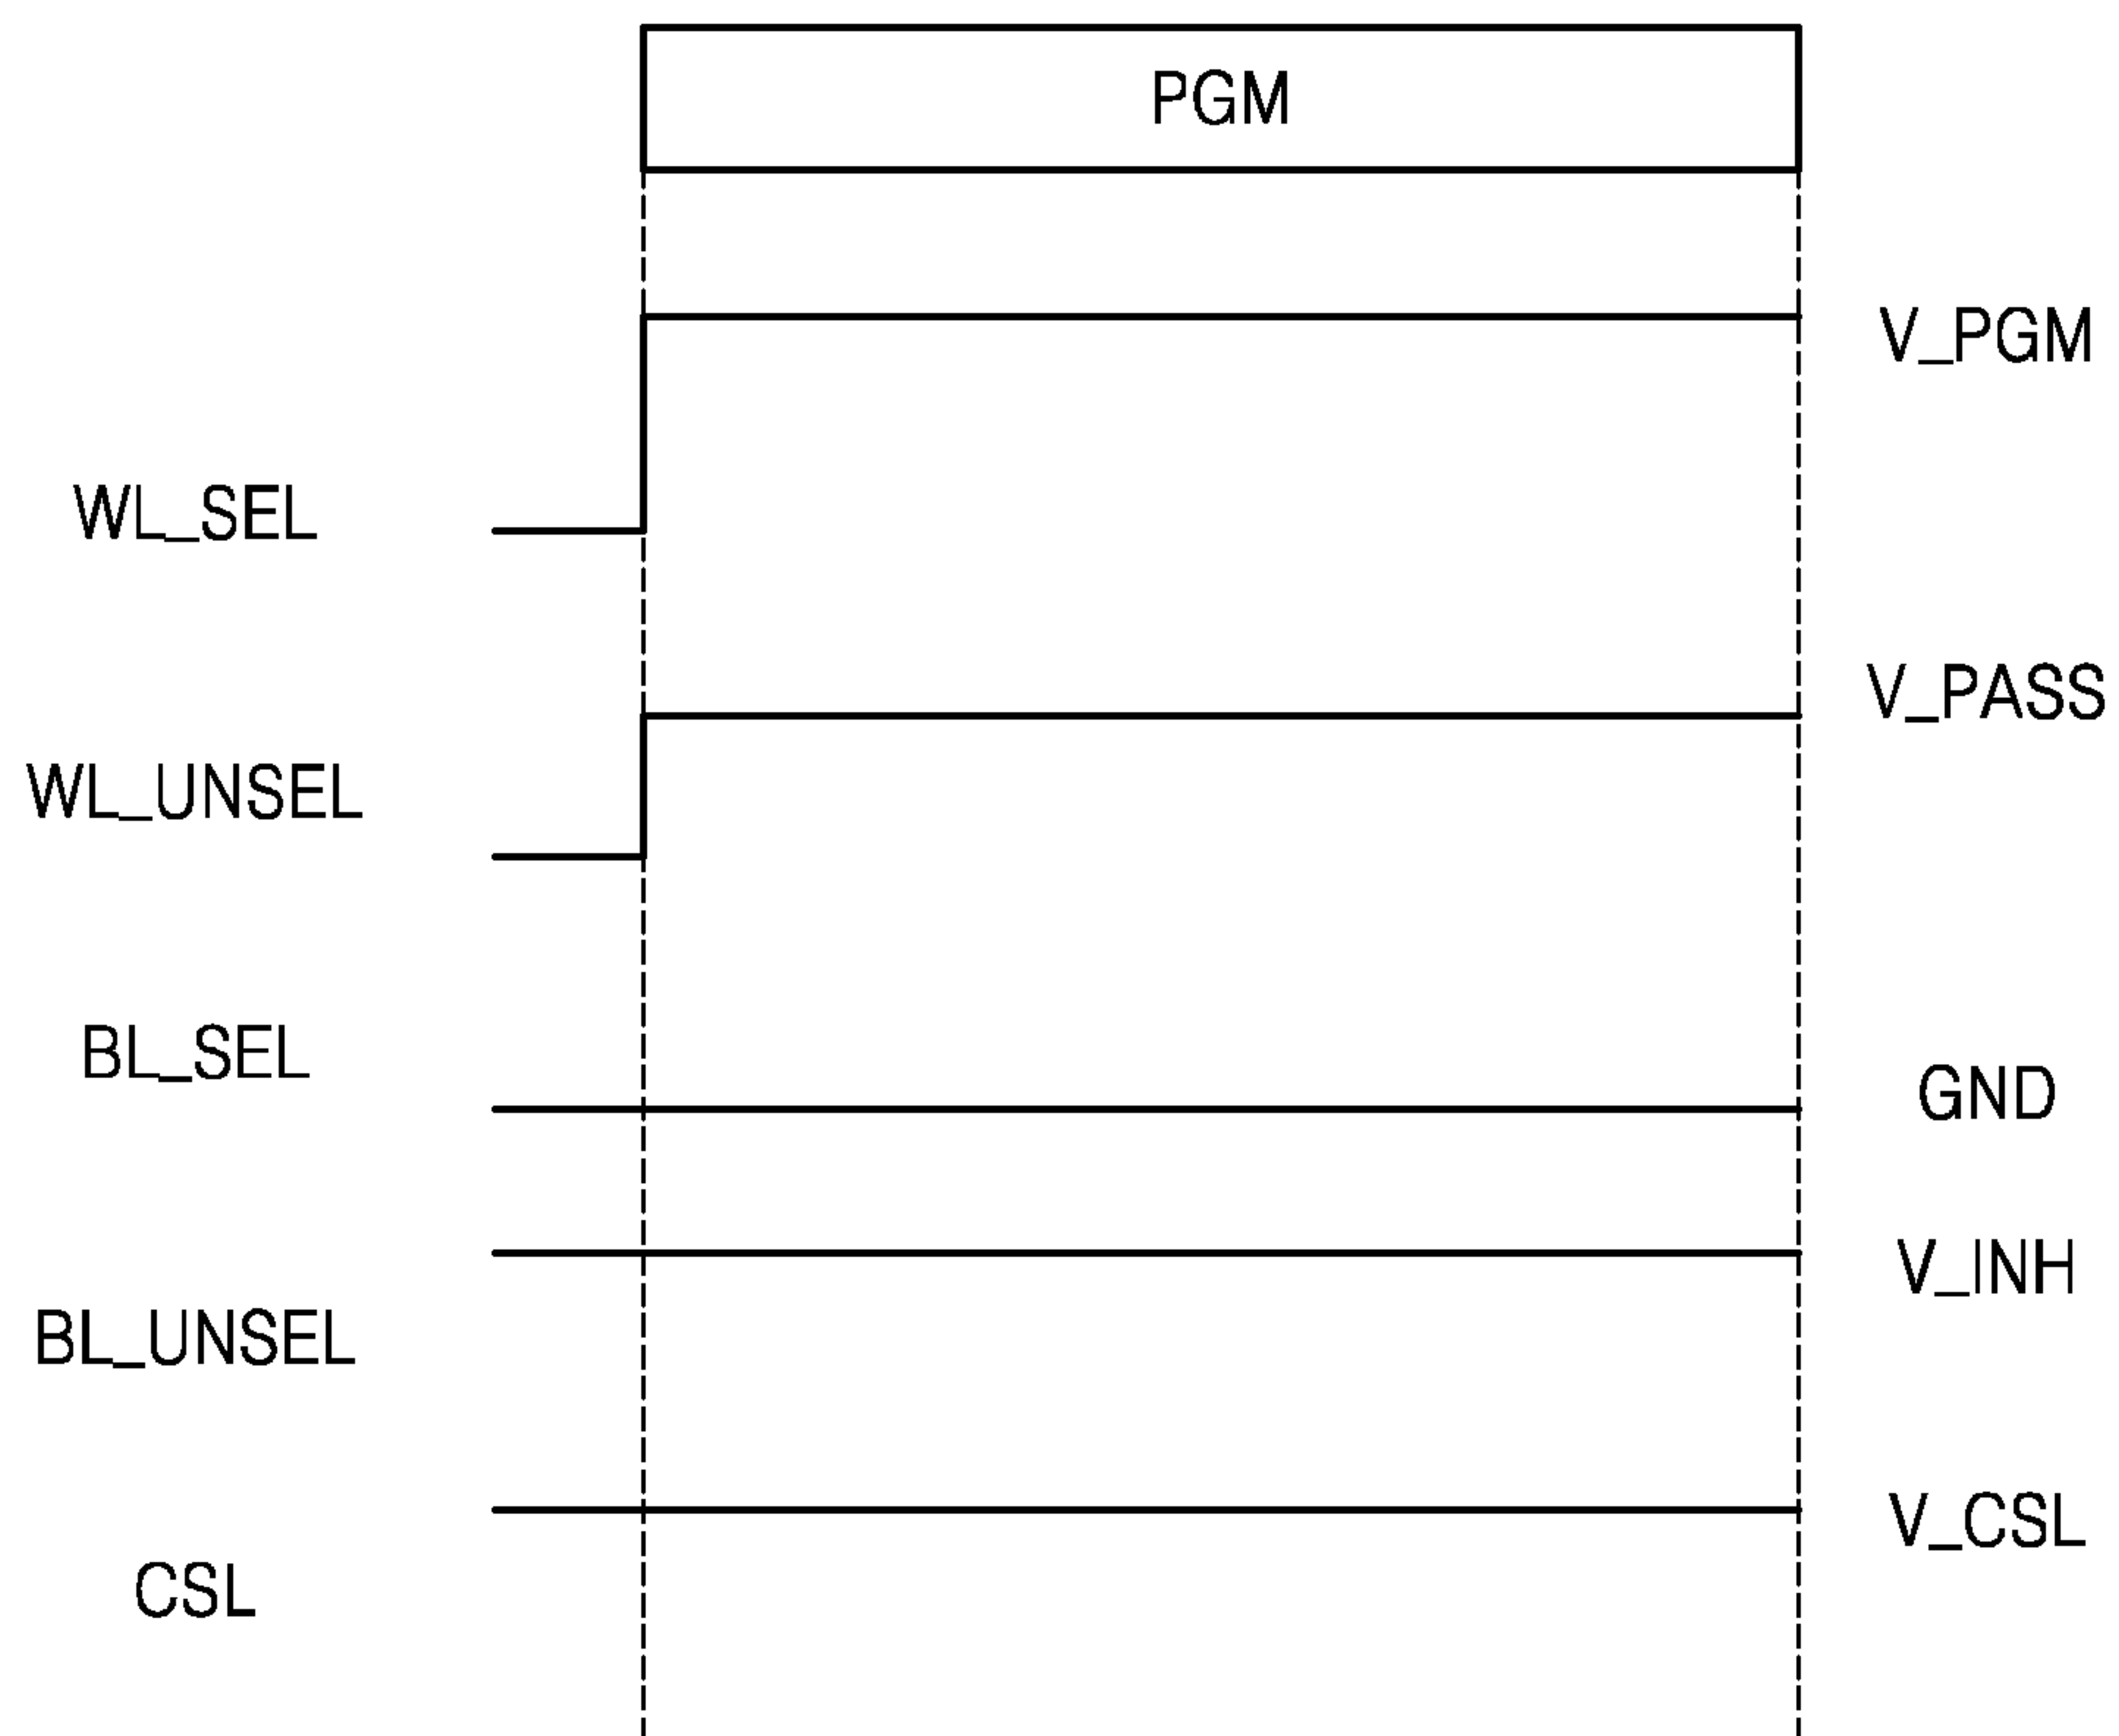 PGM
V_PGM
WL_SEL
V_PASS
WL_UNSEL
BL_SEL
GND
V_INH
BL_UNSEL
V_CSL
CSL